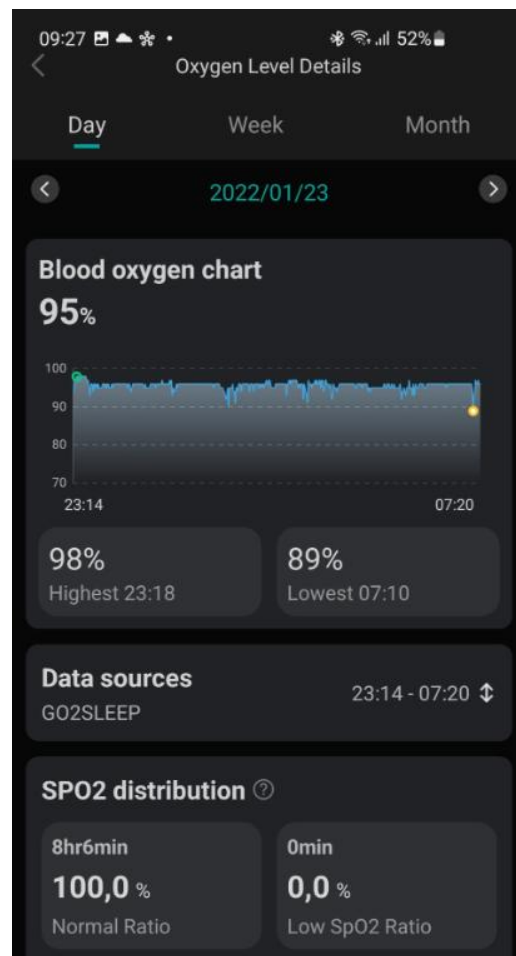 09:27 52%
Oxygen Level Details
Day Week Month
2022/01/23
Blood oxygen chart
95%
100
90
80
70
23:14 07:20
98% 89%
Highest 23:18 Lowest 07:10
Data sources
GO2SLEEP
23:14 - 07:20
SPO2 distribution ?
8hr6min 0min
100,0 % 0,0 %
Normal Ratio Low SpO2 Ratio